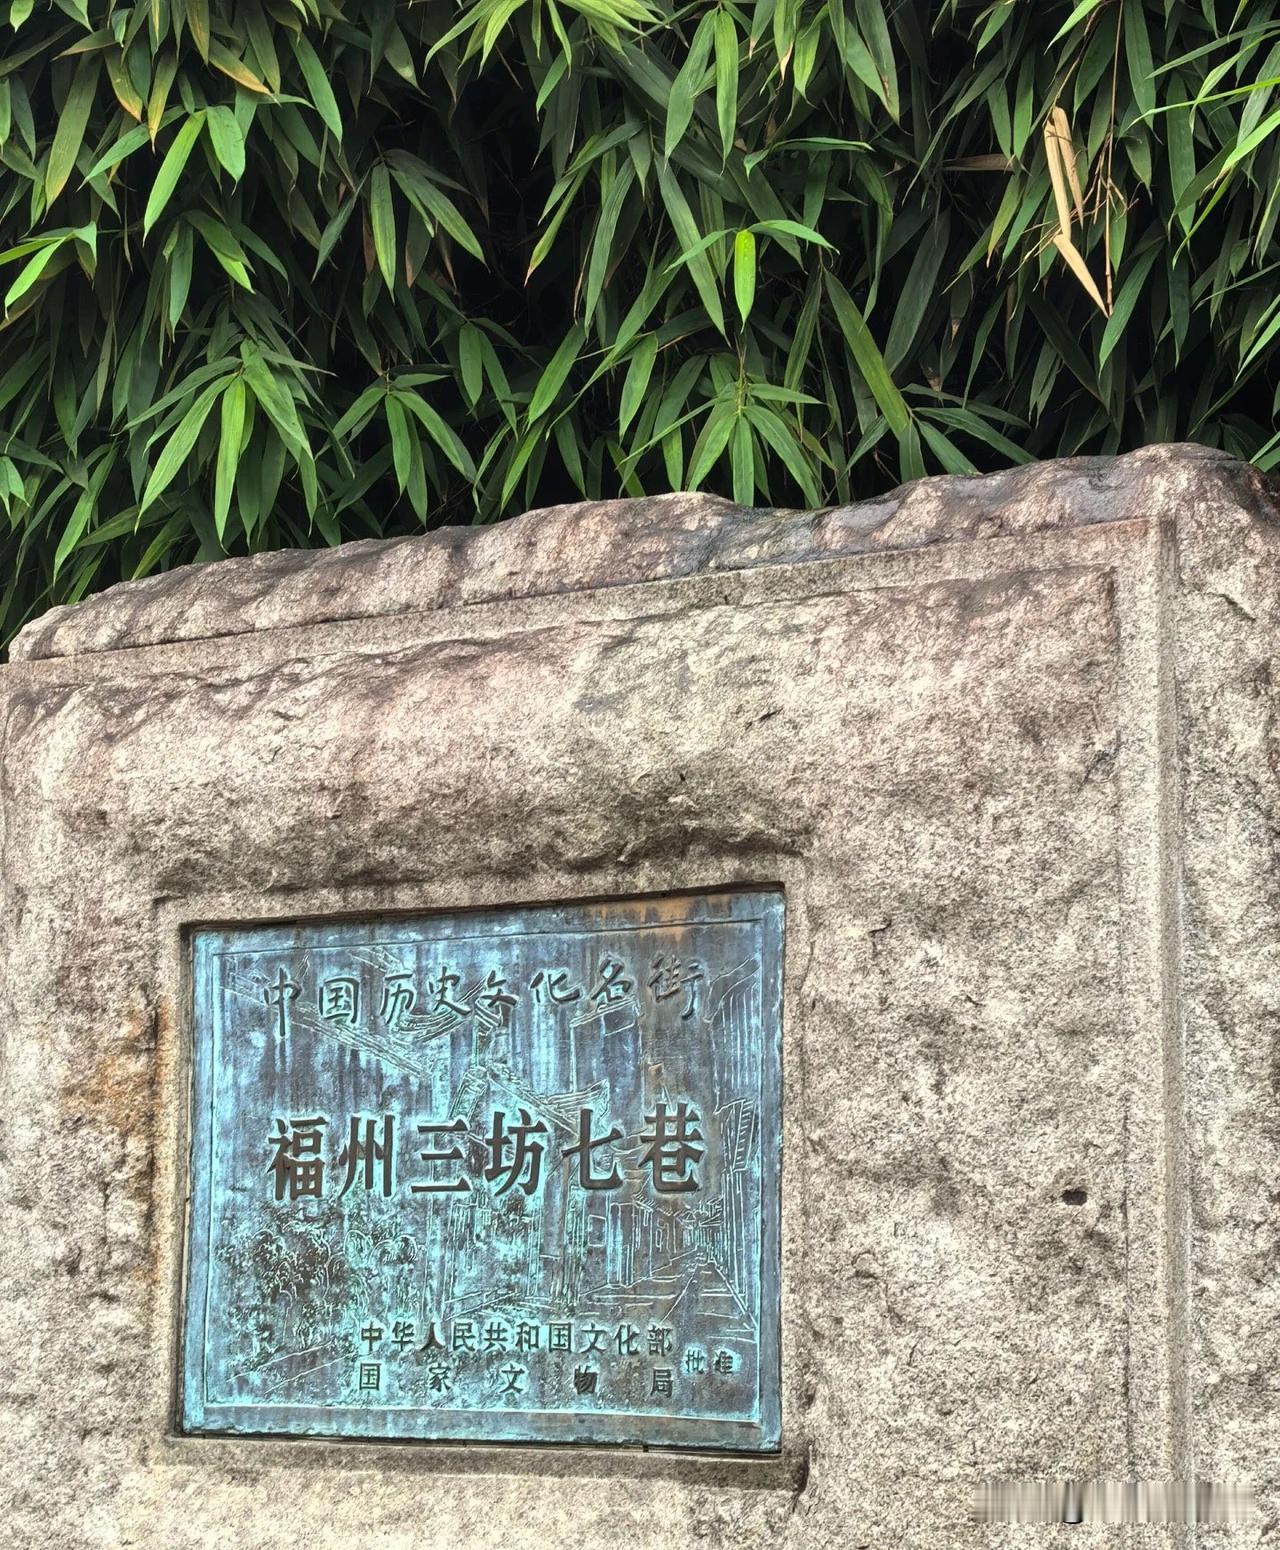 中国历史文化名街
福州三坊七巷
中华人民共和国文化部
国家文物局
批准